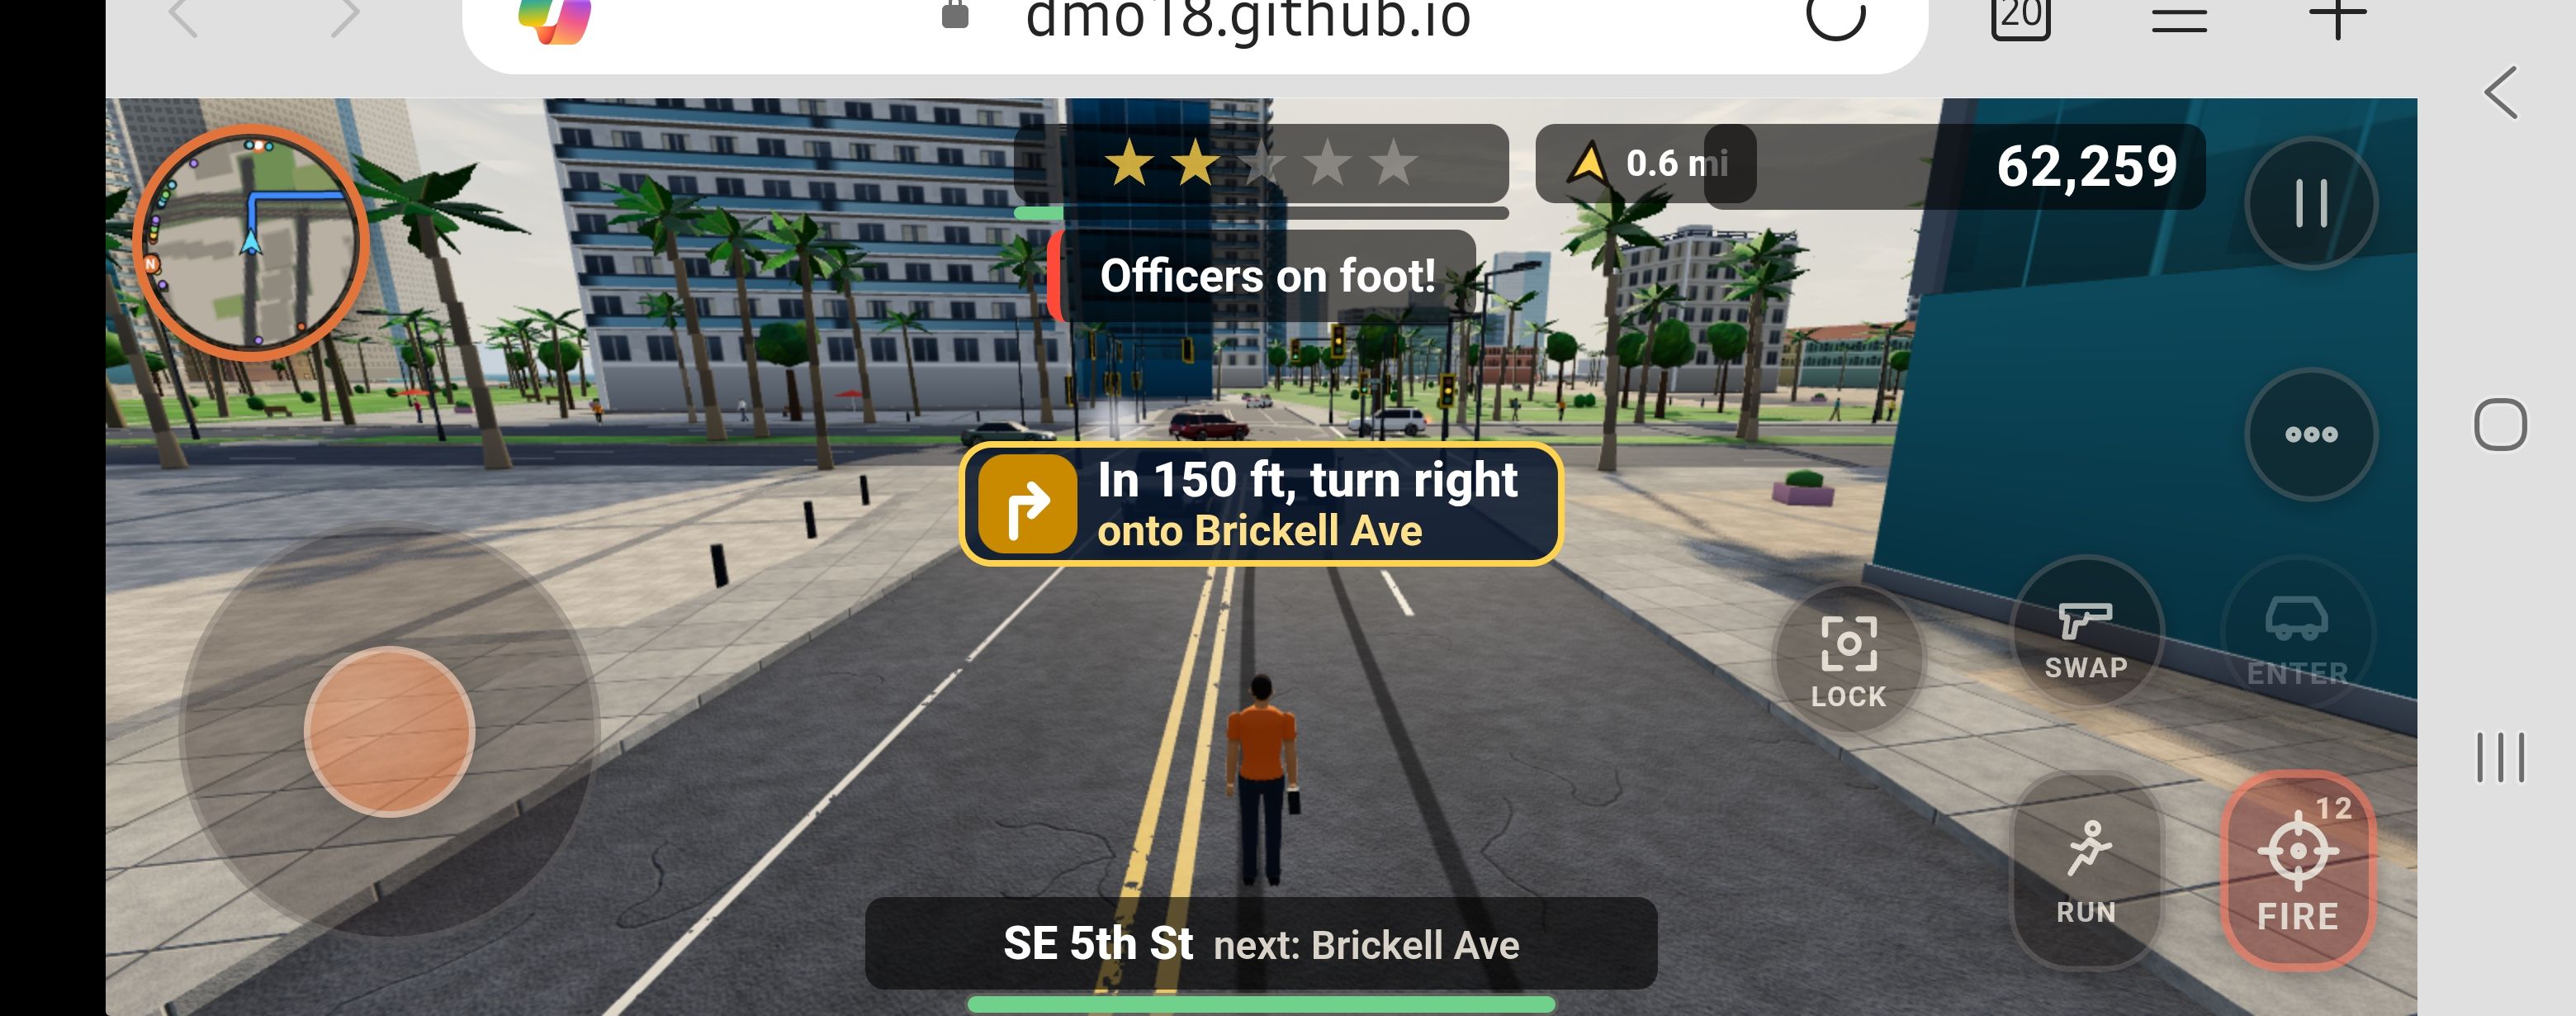 dmo18.github.io
20
0.6 mi
62,259
Officers on foot!
N
In 150 ft, turn right
onto Brickell Ave
LOCK
SWAP
ENTER
12
RUN
FIRE
SE 5th St next: Brickell Ave